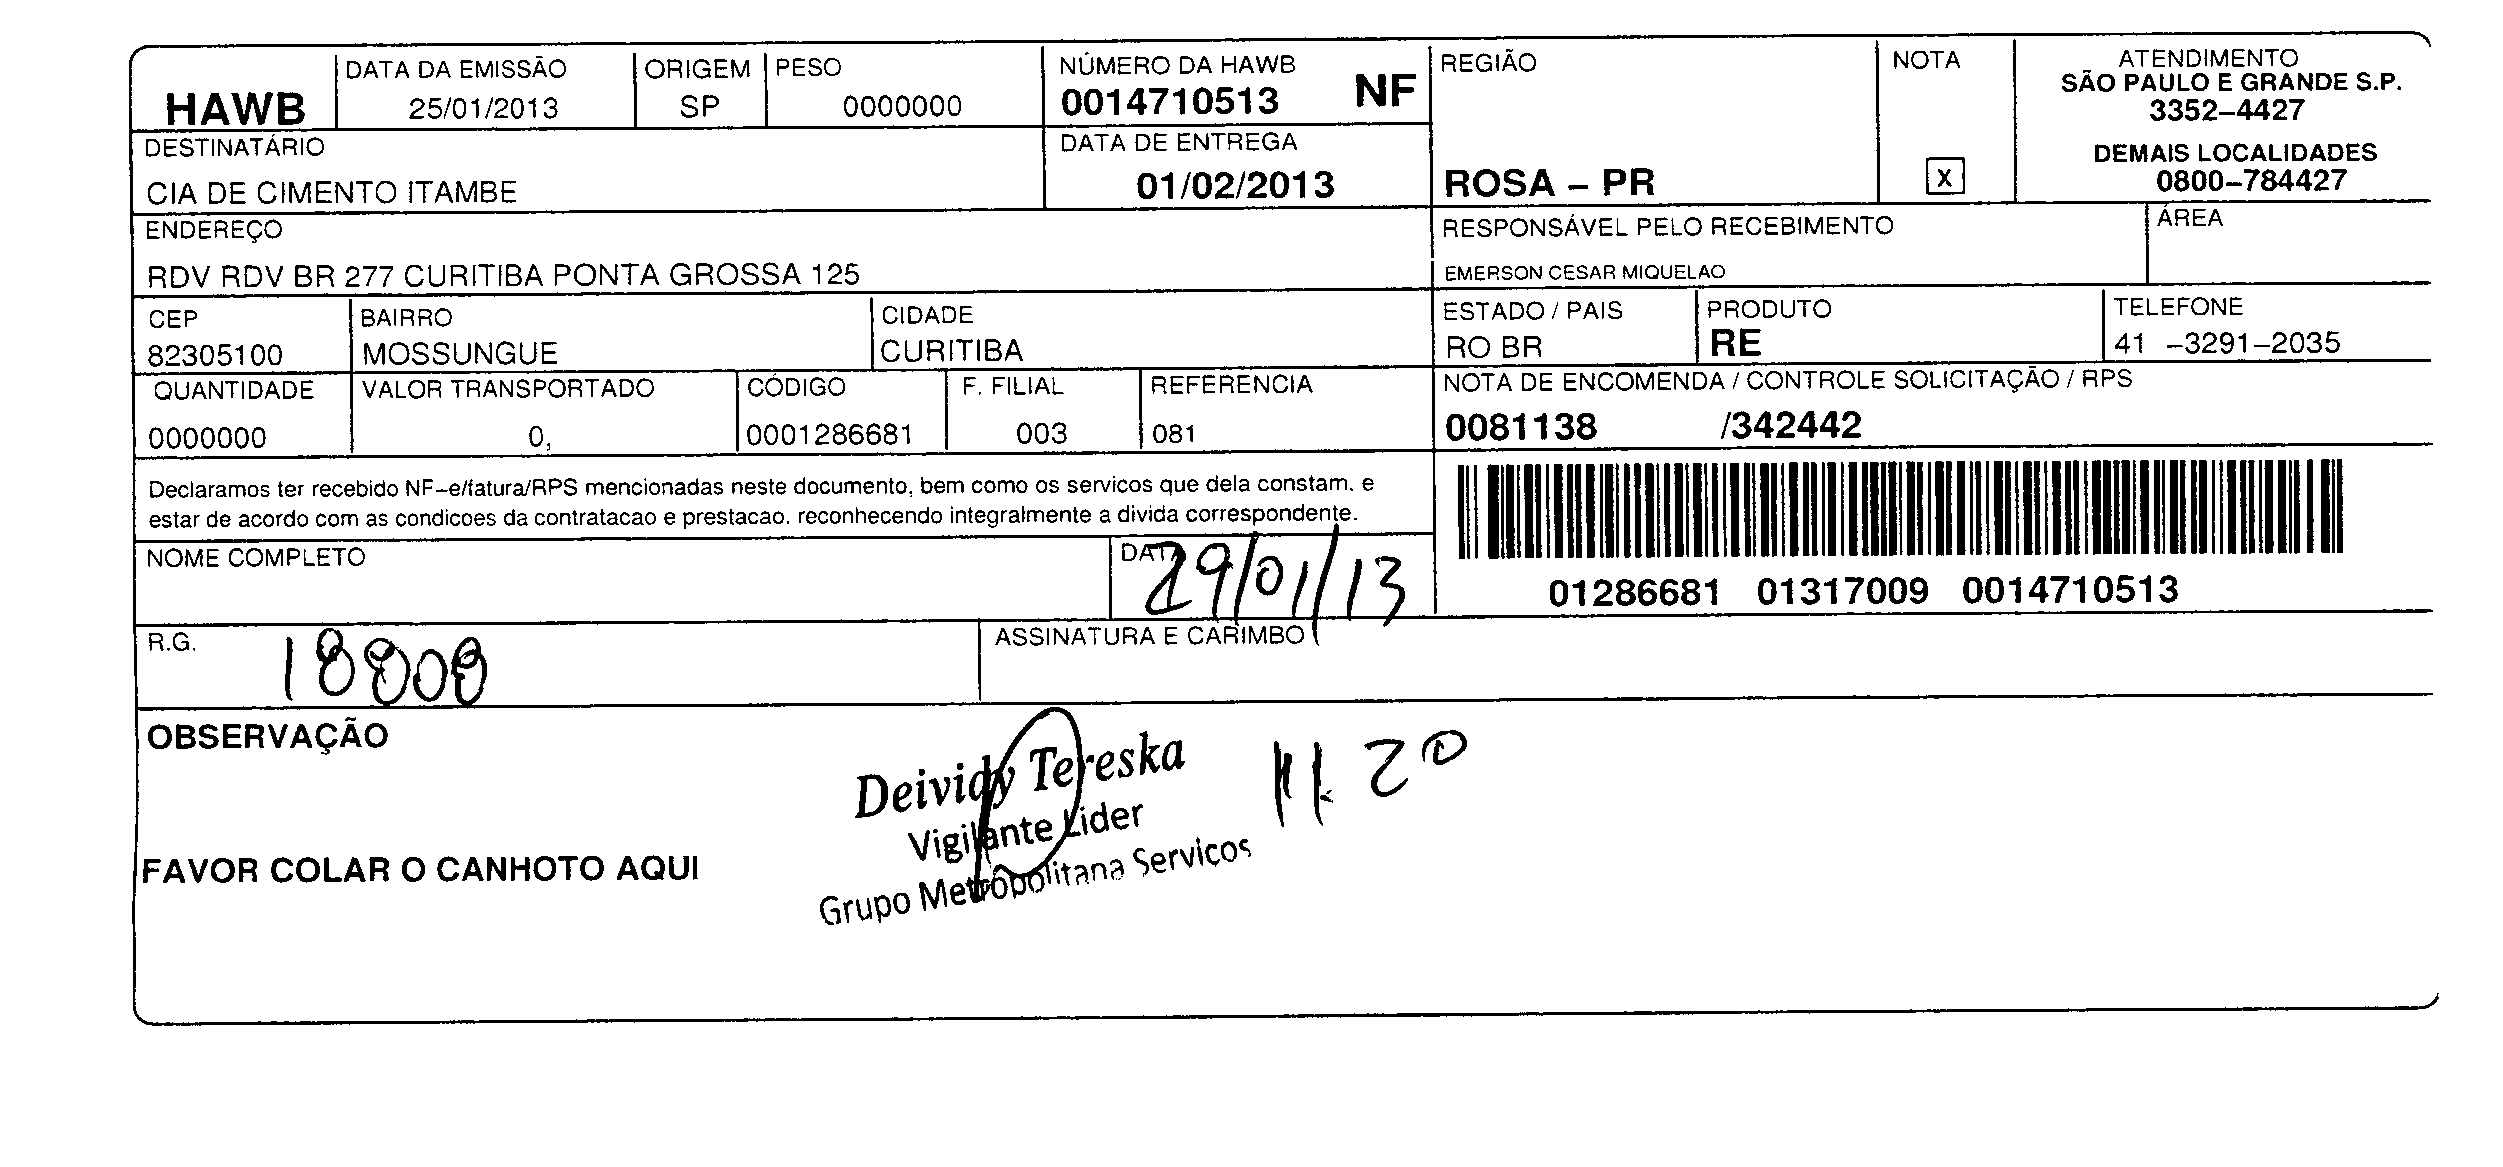 HAWB
DATA DA EMISSÃO
25/01/2013
ORIGEM
SP
PESO
0000000
NÚMERO DA HAWB
0014710513 NF
DATA DE ENTREGA
01/02/2013
REGIÃO
ROSA – PR
NOTA
X
ATENDIMENTO
SÃO PAULO E GRANDE S.P.
3352–4427
DEMAIS LOCALIDADES
0800–784427
DESTINATÁRIO
CIA DE CIMENTO ITAMBE
ENDEREÇO
RDV RDV BR 277 CURITIBA PONTA GROSSA 125
RESPONSÁVEL PELO RECEBIMENTO
EMERSON CESAR MIQUELAO
ÁREA
CEP
82305100
BAIRRO
MOSSUNGUE
CIDADE
CURITIBA
ESTADO / PAIS
RO BR
PRODUTO
RE
TELEFONE
41 –3291–2035
QUANTIDADE
0000000
VALOR TRANSPORTADO
0,
CÓDIGO
0001286681
F. FILIAL
003
REFERENCIA
081
NOTA DE ENCOMENDA / CONTROLE SOLICITAÇÃO / RPS
0081138 /342442
Declaramos ter recebido NF–e/fatura/RPS mencionadas neste documento, bem como os servicos que dela constam. e
estar de acordo com as condicoes da contratacao e prestacao. reconhecendo integralmente a divida correspondente.
01286681 01317009 0014710513
NOME COMPLETO
DATA
29/01/13
R.G.
18808
ASSINATURA E CARIMBO
OBSERVAÇÃO
Deividy Tereska
Vigilante Lider
Grupo Metropolitana Servicos
11.20
FAVOR COLAR O CANHOTO AQUI